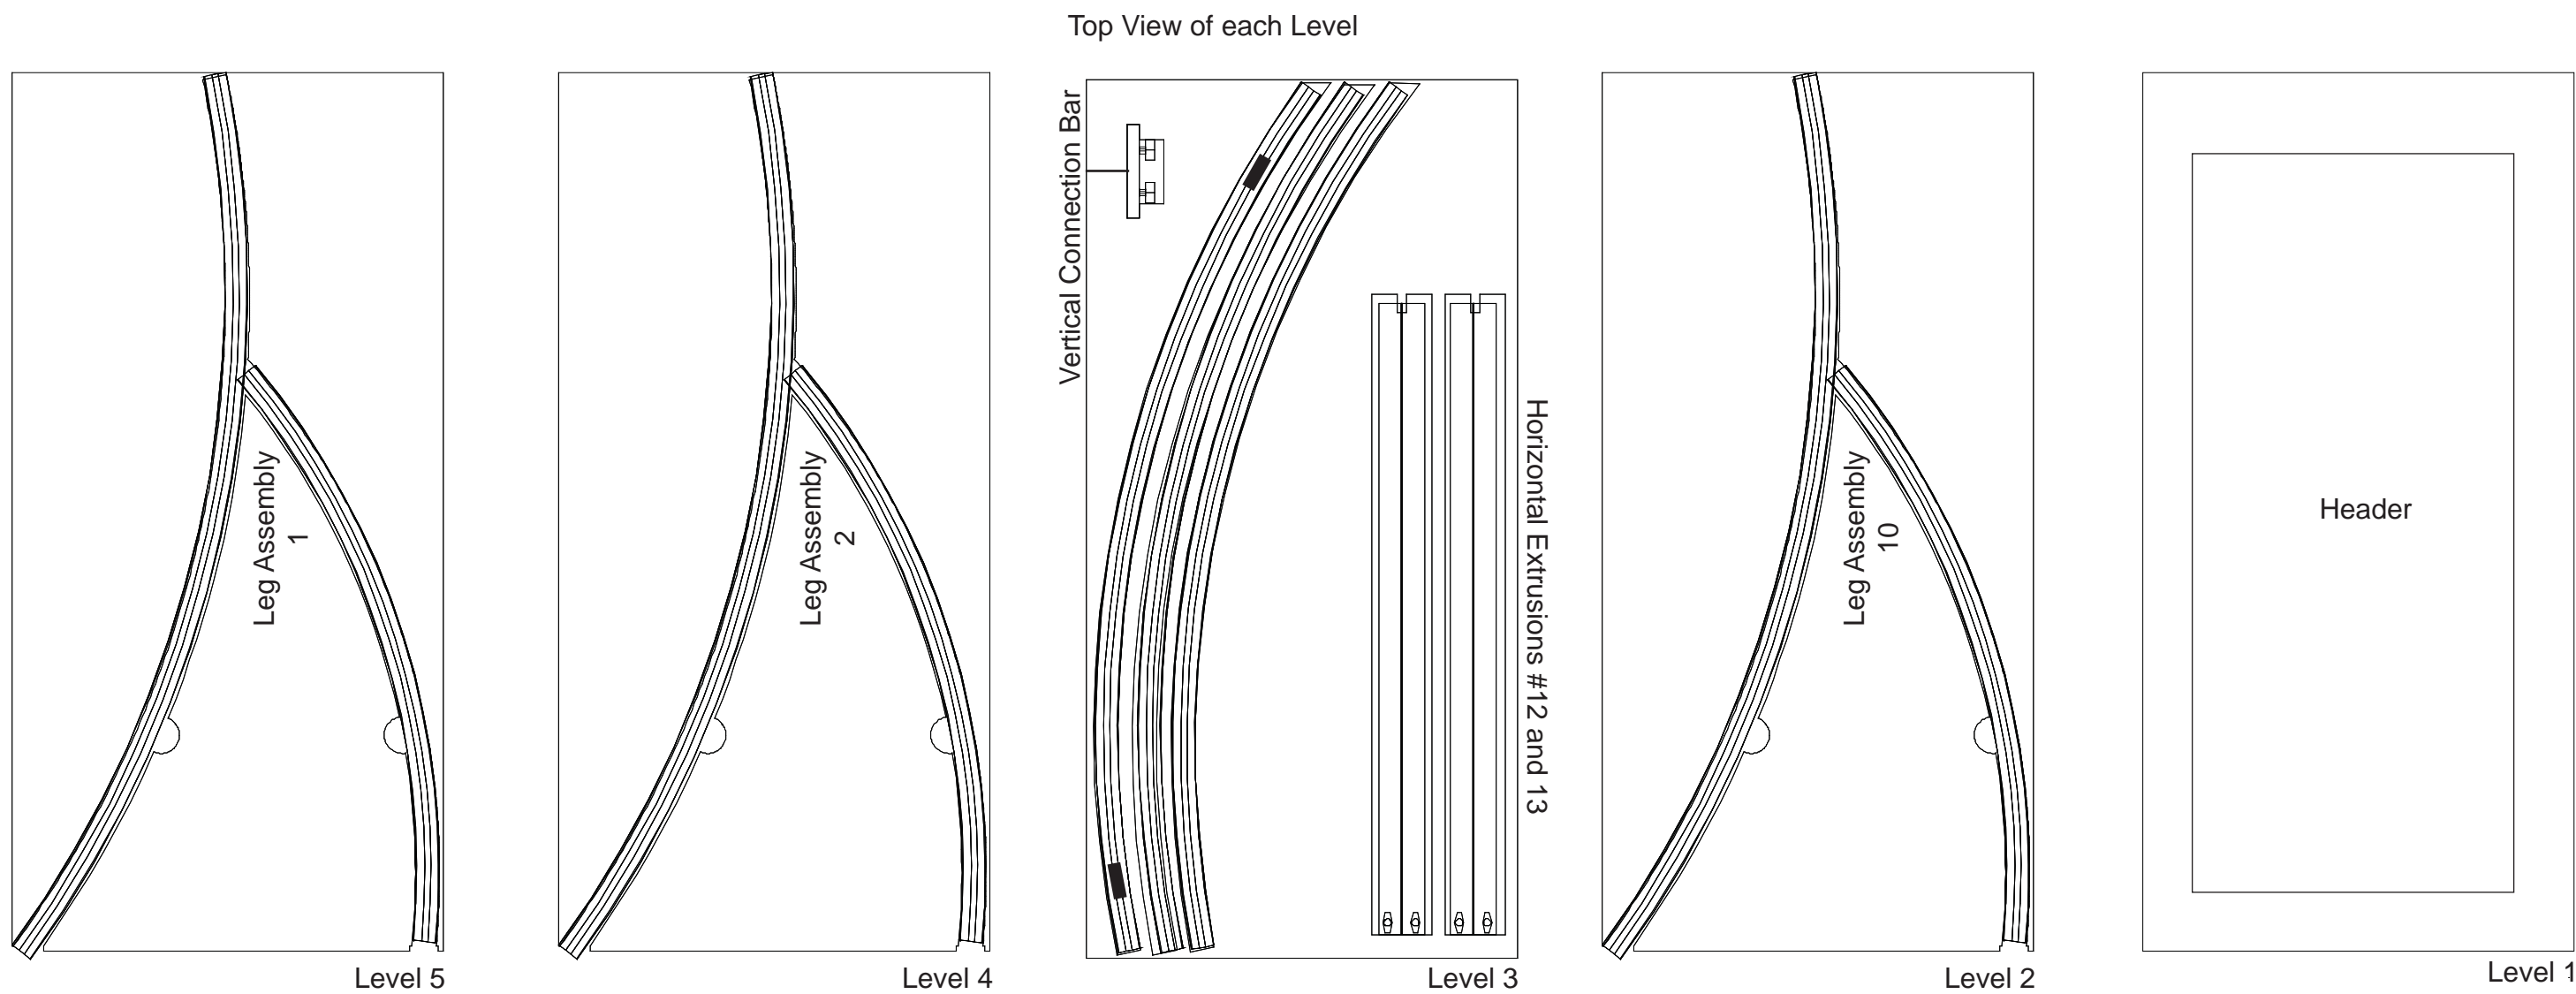 Top View of each Level
Leg Assembly
1
Level 5
Leg Assembly
2
Level 4
Vertical Connection Bar
Horizontal Extrusions #12 and 13
Level 3
Leg Assembly
10
Level 2
Header
Level 1